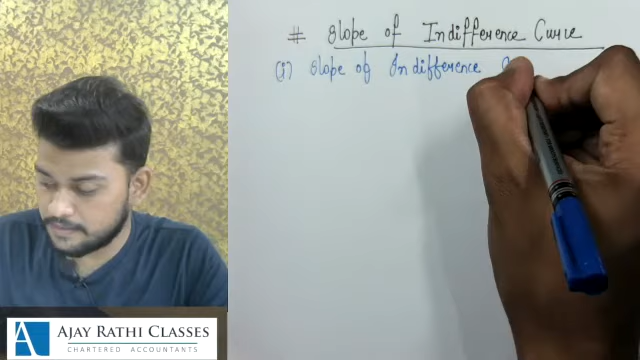 # Slope of Indifference Curve
(i) Slope of Indifference
A
AJAY RATHI CLASSES
CHARTERED ACCOUNTANTS